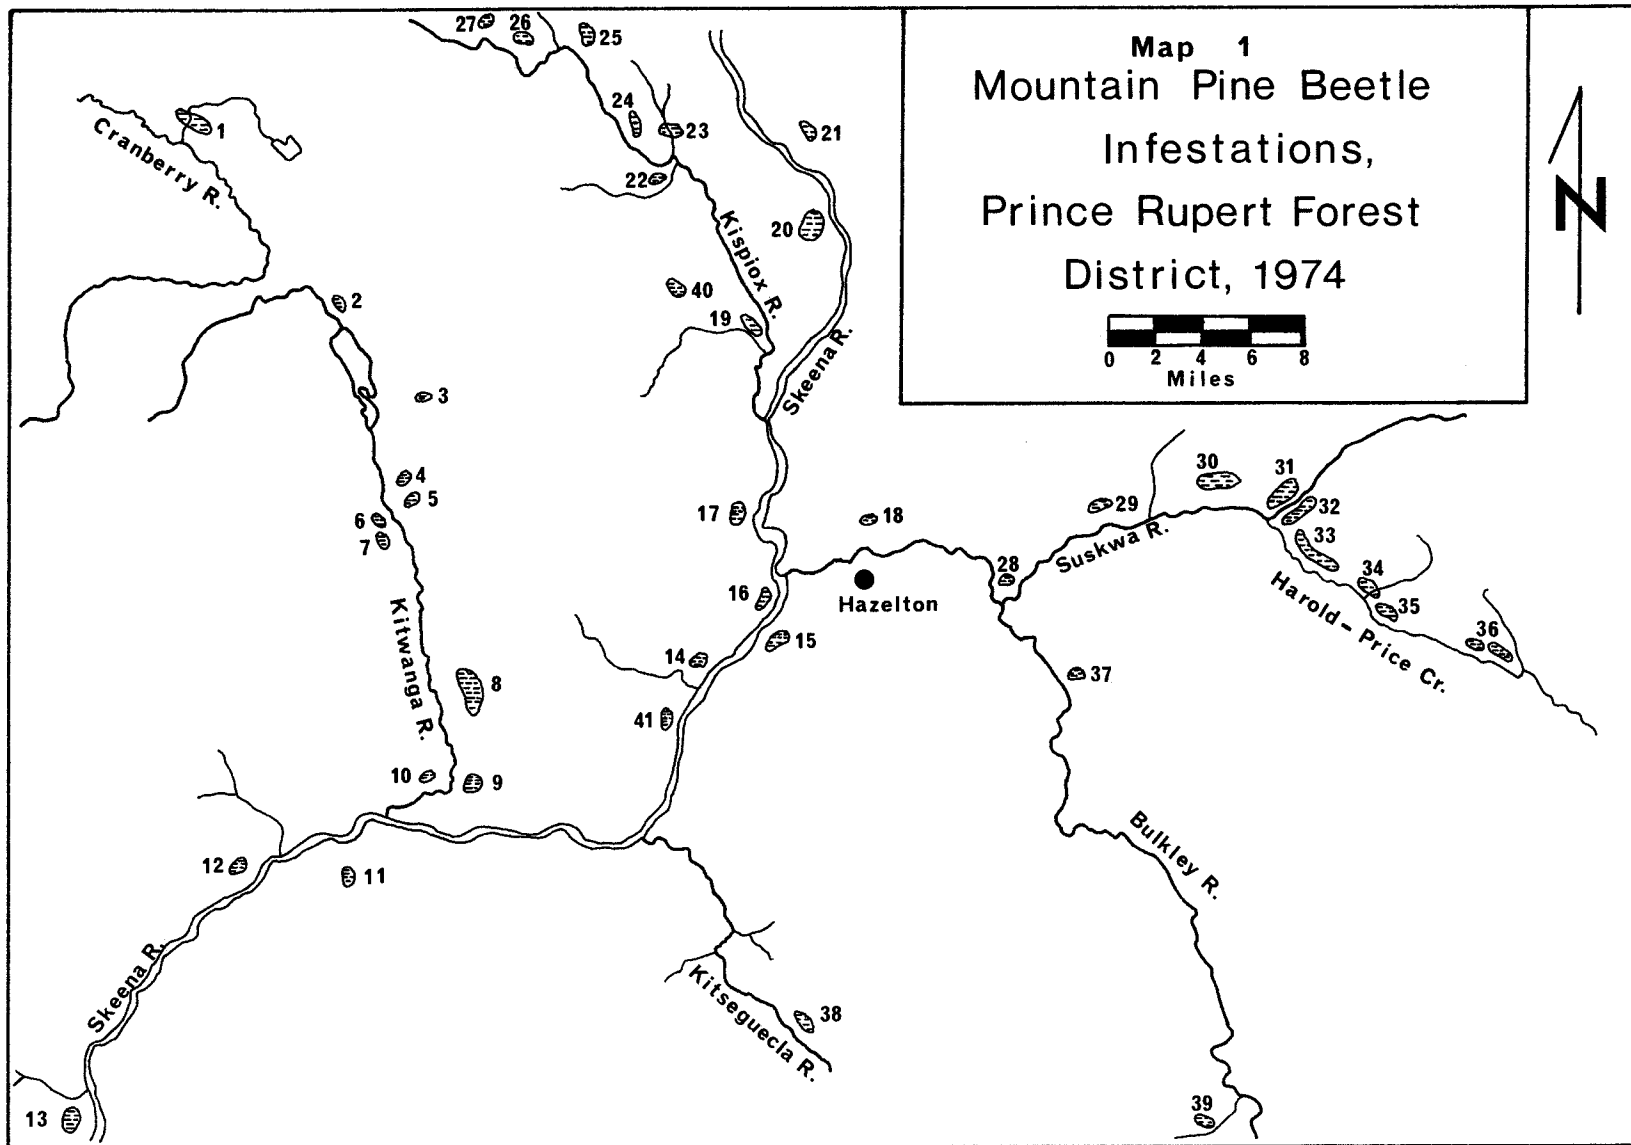 Map 1
Mountain Pine Beetle
Infestations,
Prince Rupert Forest
District, 1974
0 2 4 6 8
Miles
N
27
26
25
24
23
22
21
20
1
Cranberry R.
Kispiox R.
40
19
Skeena R.
2
3
4
5
6
7
17
18
30
31
29
32
33
Suskwa R.
28
34
35
36
Harold-Price Cr.
Hazelton
16
15
14
Kitwanga R.
8
41
37
10
9
12
11
Bulkley R.
Skeena R.
Kitseguecla R.
38
13
39